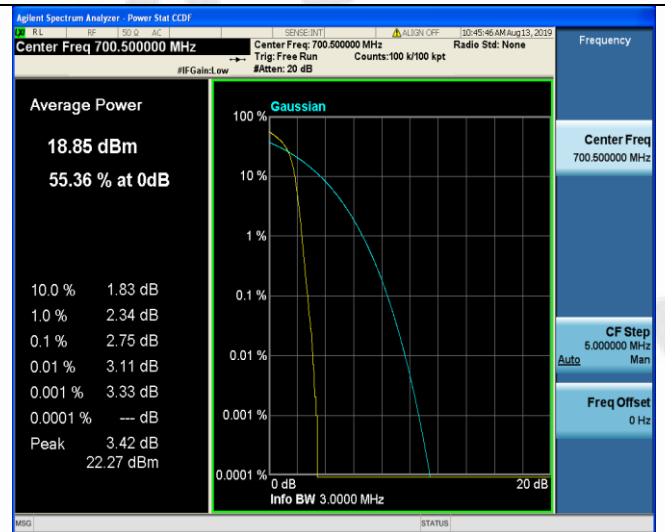 Agilent Spectrum Analyzer - Power Stat CCDF
RL RF 50 Ω AC SENSE:INT ALIGN OFF 10:45:46 AM Aug 13, 2019
Center Freq 700.500000 MHz
Center Freq: 700.500000 MHz Radio Std: None
Trig: Free Run Counts:100 k/100 kpt
#IFGain:Low #Atten: 20 dB
Frequency
Average Power
18.85 dBm
55.36 % at 0dB
10.0 % 1.83 dB
1.0 % 2.34 dB
0.1 % 2.75 dB
0.01 % 3.11 dB
0.001 % 3.33 dB
0.0001 % --- dB
Peak 3.42 dB
22.27 dBm
Gaussian
100 %
10 %
1 %
0.1 %
0.01 %
0.001 %
0.0001 %
0 dB 20 dB
Info BW 3.0000 MHz
Center Freq
700.500000 MHz
CF Step
5.000000 MHz
Auto Man
Freq Offset
0 Hz
MSG STATUS